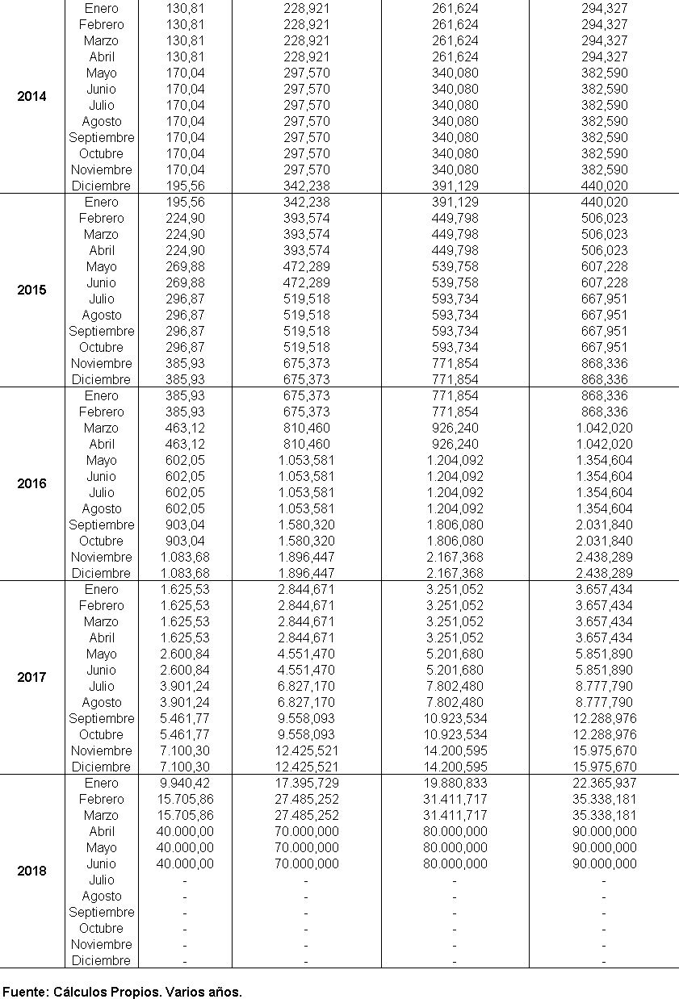 Enero 130,81 228,921 261,624 294,327
Febrero 130,81 228,921 261,624 294,327
Marzo 130,81 228,921 261,624 294,327
Abril 130,81 228,921 261,624 294,327
Mayo 170,04 297,570 340,080 382,590
2014 Junio 170,04 297,570 340,080 382,590
Julio 170,04 297,570 340,080 382,590
Agosto 170,04 297,570 340,080 382,590
Septiembre 170,04 297,570 340,080 382,590
Octubre 170,04 297,570 340,080 382,590
Noviembre 170,04 297,570 340,080 382,590
Diciembre 195,56 342,238 391,129 440,020
Enero 195,56 342,238 391,129 440,020
Febrero 224,90 393,574 449,798 506,023
Marzo 224,90 393,574 449,798 506,023
Abril 224,90 393,574 449,798 506,023
Mayo 269,88 472,289 539,758 607,228
2015 Junio 269,88 472,289 539,758 607,228
Julio 296,87 519,518 593,734 667,951
Agosto 296,87 519,518 593,734 667,951
Septiembre 296,87 519,518 593,734 667,951
Octubre 296,87 519,518 593,734 667,951
Noviembre 385,93 675,373 771,854 868,336
Diciembre 385,93 675,373 771,854 868,336
Enero 385,93 675,373 771,854 868,336
Febrero 385,93 675,373 771,854 868,336
Marzo 463,12 810,460 926,240 1.042,020
Abril 463,12 810,460 926,240 1.042,020
Mayo 602,05 1.053,581 1.204,092 1.354,604
2016 Junio 602,05 1.053,581 1.204,092 1.354,604
Julio 602,05 1.053,581 1.204,092 1.354,604
Agosto 602,05 1.053,581 1.204,092 1.354,604
Septiembre 903,04 1.580,320 1.806,080 2.031,840
Octubre 903,04 1.580,320 1.806,080 2.031,840
Noviembre 1.083,68 1.896,447 2.167,368 2.438,289
Diciembre 1.083,68 1.896,447 2.167,368 2.438,289
Enero 1.625,53 2.844,671 3.251,052 3.657,434
Febrero 1.625,53 2.844,671 3.251,052 3.657,434
Marzo 1.625,53 2.844,671 3.251,052 3.657,434
Abril 1.625,53 2.844,671 3.251,052 3.657,434
Mayo 2.600,84 4.551,470 5.201,680 5.851,890
2017 Junio 2.600,84 4.551,470 5.201,680 5.851,890
Julio 3.901,24 6.827,170 7.802,480 8.777,790
Agosto 3.901,24 6.827,170 7.802,480 8.777,790
Septiembre 5.461,77 9.558,093 10.923,534 12.288,976
Octubre 5.461,77 9.558,093 10.923,534 12.288,976
Noviembre 7.100,30 12.425,521 14.200,595 15.975,670
Diciembre 7.100,30 12.425,521 14.200,595 15.975,670
Enero 9.940,42 17.395,729 19.880,833 22.365,937
Febrero 15.705,86 27.485,252 31.411,717 35.338,181
Marzo 15.705,86 27.485,252 31.411,717 35.338,181
Abril 40.000,00 70.000,000 80.000,000 90.000,000
Mayo 40.000,00 70.000,000 80.000,000 90.000,000
2018 Junio 40.000,00 70.000,000 80.000,000 90.000,000
Julio - - - -
Agosto - - - -
Septiembre - - - -
Octubre - - - -
Noviembre - - - -
Diciembre - - - -
Fuente: Cálculos Propios. Varios años.